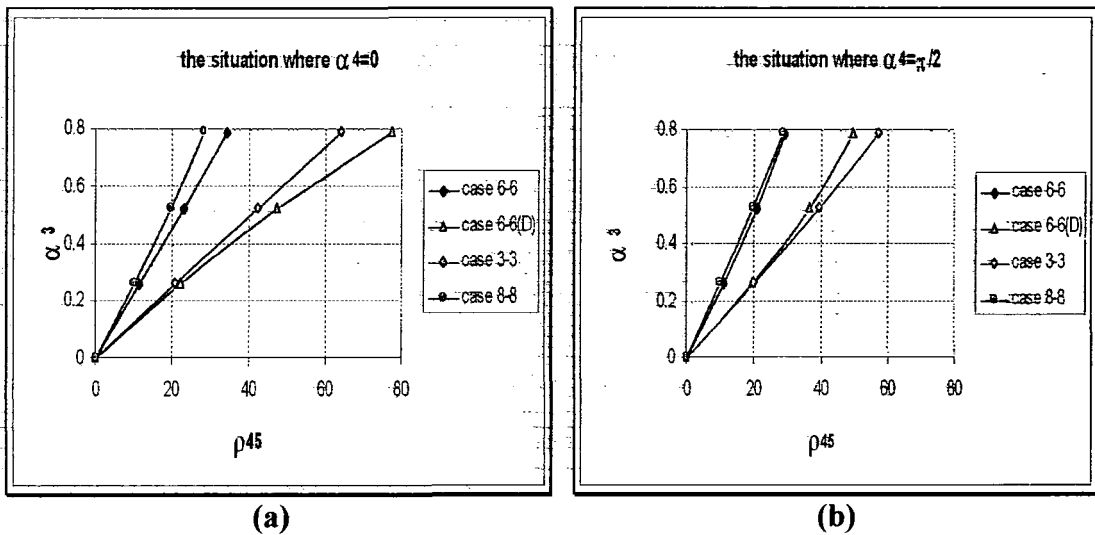 the situation where α4=0
0.8
0.6
0.4
0.2
0
0 20 40 60 80
α 3
ρ45
case 6-6
case 6-6(D)
case 3-3
case 8-8
(a)
the situation where α4=π/2
0.8
0.6
0.4
0.2
0
0 20 40 60 80
α 3
ρ45
case 6-6
case 6-6(D)
case 3-3
case 8-8
(b)